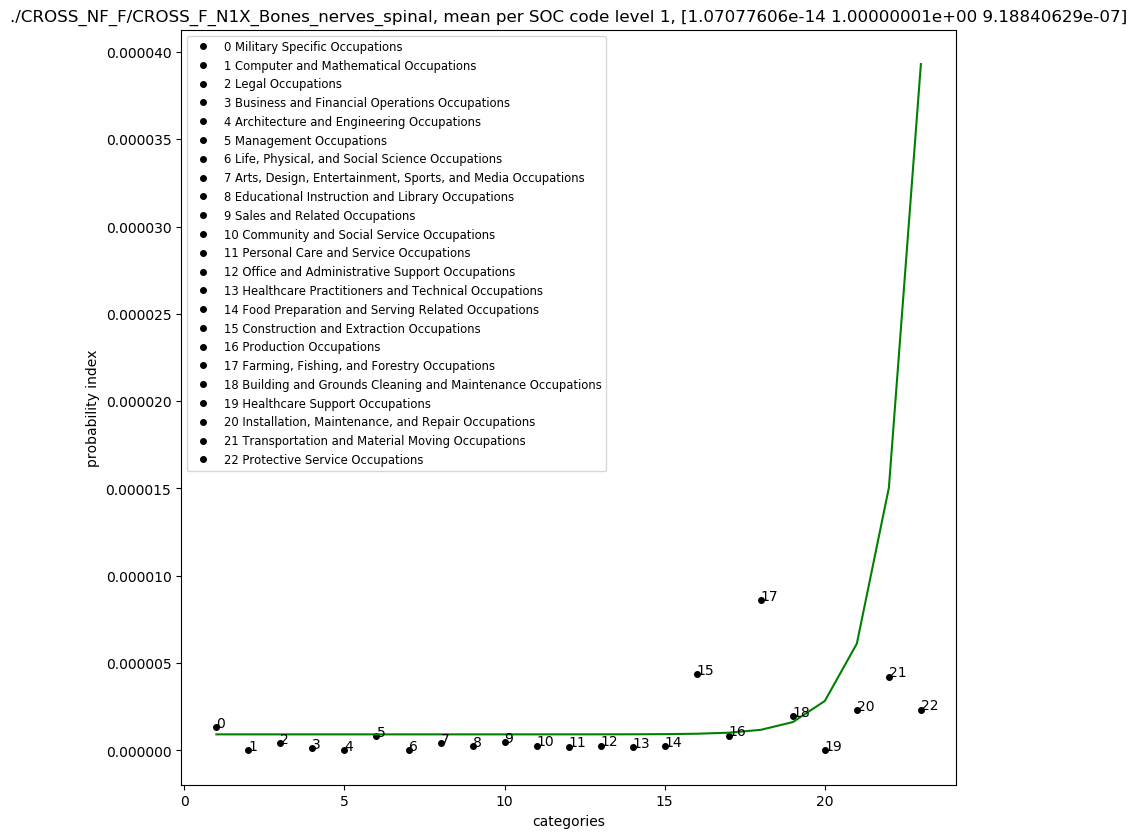 ./CROSS_NF_F/CROSS_F_N1X_Bones_nerves_spinal, mean per SOC code level 1, [1.07077606e-14 1.00000001e+00 9.18840629e-07]
0 Military Specific Occupations
1 Computer and Mathematical Occupations
2 Legal Occupations
3 Business and Financial Operations Occupations
4 Architecture and Engineering Occupations
5 Management Occupations
6 Life, Physical, and Social Science Occupations
7 Arts, Design, Entertainment, Sports, and Media Occupations
8 Educational Instruction and Library Occupations
9 Sales and Related Occupations
10 Community and Social Service Occupations
11 Personal Care and Service Occupations
12 Office and Administrative Support Occupations
13 Healthcare Practitioners and Technical Occupations
14 Food Preparation and Serving Related Occupations
15 Construction and Extraction Occupations
16 Production Occupations
17 Farming, Fishing, and Forestry Occupations
18 Building and Grounds Cleaning and Maintenance Occupations
19 Healthcare Support Occupations
20 Installation, Maintenance, and Repair Occupations
21 Transportation and Material Moving Occupations
22 Protective Service Occupations
0.000040
0.000035
0.000030
0.000025
0.000020
0.000015
0.000010
0.000005
0.000000
probability index
0
1
2
3
4
5
6
7
8
9
10
11
12
13
14
15
16
17
18
19
20
21
22
0
5
10
15
20
categories